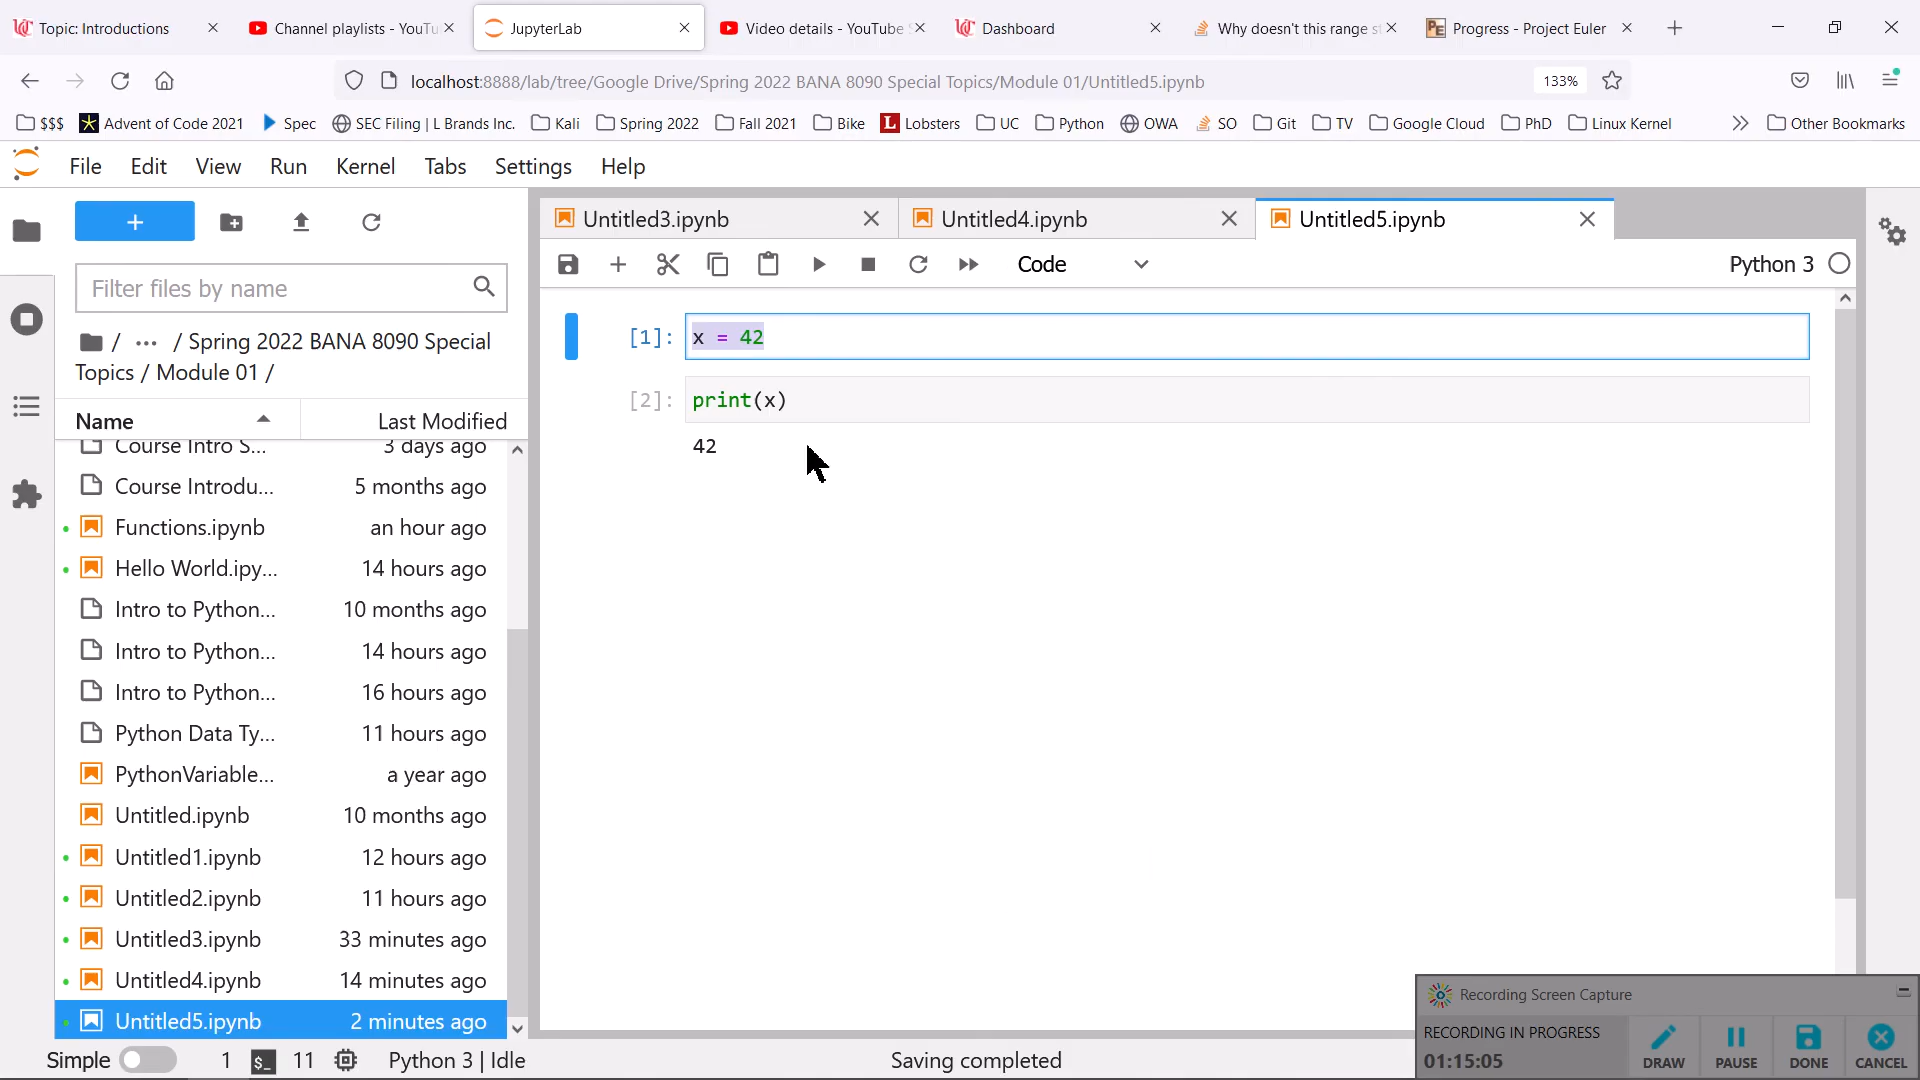 Topic: Introductions
Channel playlists - YouTu
JupyterLab
Video details - YouTube S
Dashboard
Why doesn't this range st
Progress - Project Euler
localhost:8888/lab/tree/Google Drive/Spring 2022 BANA 8090 Special Topics/Module 01/Untitled5.ipynb
133%
$$$
Advent of Code 2021
Spec
SEC Filing | L Brands Inc.
Kali
Spring 2022
Fall 2021
Bike
Lobsters
UC
Python
OWA
SO
Git
TV
Google Cloud
PhD
Linux Kernel
Other Bookmarks
File Edit View Run Kernel Tabs Settings Help
Untitled3.ipynb
Untitled4.ipynb
Untitled5.ipynb
Code
Python 3
Filter files by name
/ ··· / Spring 2022 BANA 8090 Special
Topics / Module 01 /
Name Last Modified
Course Intro S... 3 days ago
Course Introdu... 5 months ago
Functions.ipynb an hour ago
Hello World.ipy... 14 hours ago
Intro to Python... 10 months ago
Intro to Python... 14 hours ago
Intro to Python... 16 hours ago
Python Data Ty... 11 hours ago
PythonVariable... a year ago
Untitled.ipynb 10 months ago
Untitled1.ipynb 12 hours ago
Untitled2.ipynb 11 hours ago
Untitled3.ipynb 33 minutes ago
Untitled4.ipynb 14 minutes ago
Untitled5.ipynb 2 minutes ago
[1]: x = 42
[2]: print(x)
42
Recording Screen Capture
RECORDING IN PROGRESS
01:15:05
DRAW
PAUSE
DONE
CANCEL
Simple 1 $_ 11 Python 3 | Idle Saving completed